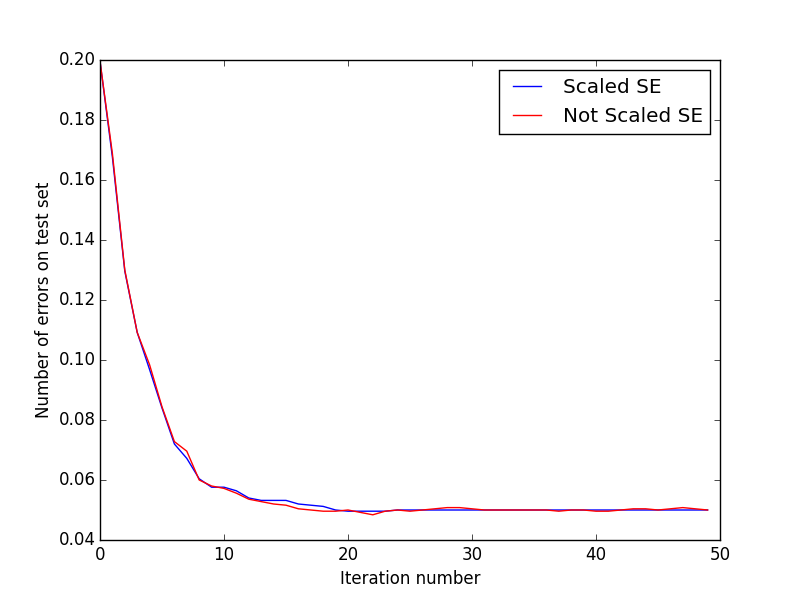 0.20
0.18
0.16
0.14
0.12
0.10
0.08
0.06
0.04
Number of errors on test set
Scaled SE
Not Scaled SE
0 10 20 30 40 50
Iteration number